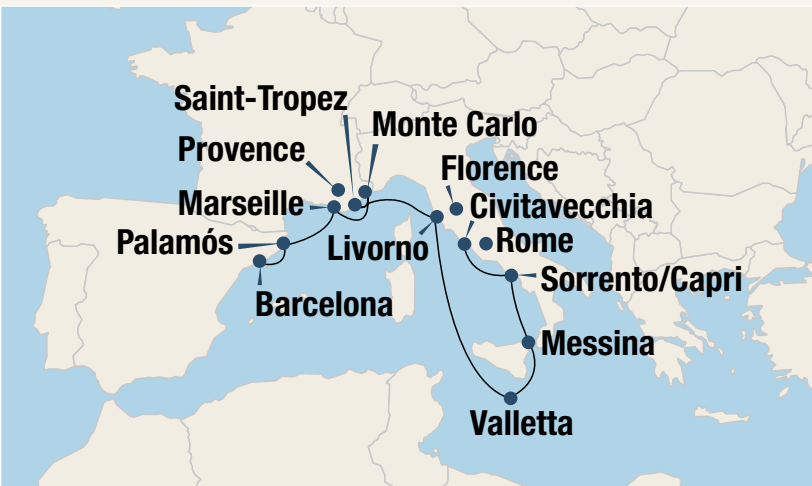 Saint-Tropez
Monte Carlo
Provence
Florence
Marseille
Civitavecchia
Palamós
Livorno
Rome
Sorrento/Capri
Barcelona
Messina
Valletta